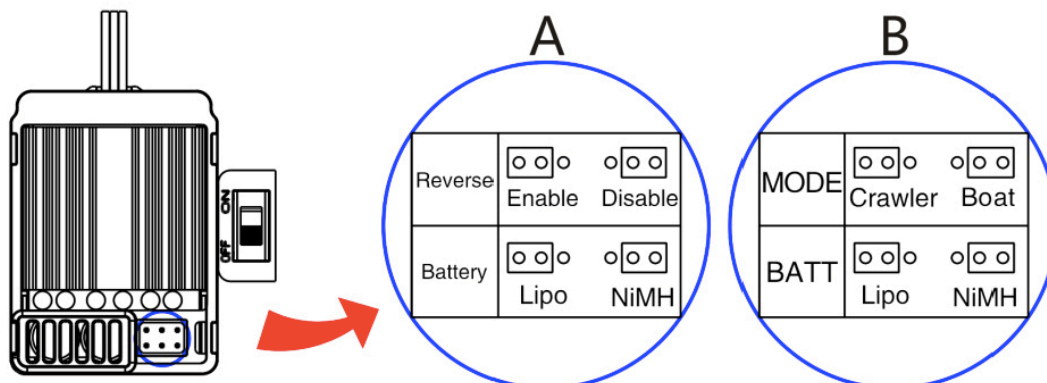 A B
ON
OFF
Reverse Enable Disable
Battery Lipo NiMH
MODE Crawler Boat
BATT Lipo NiMH